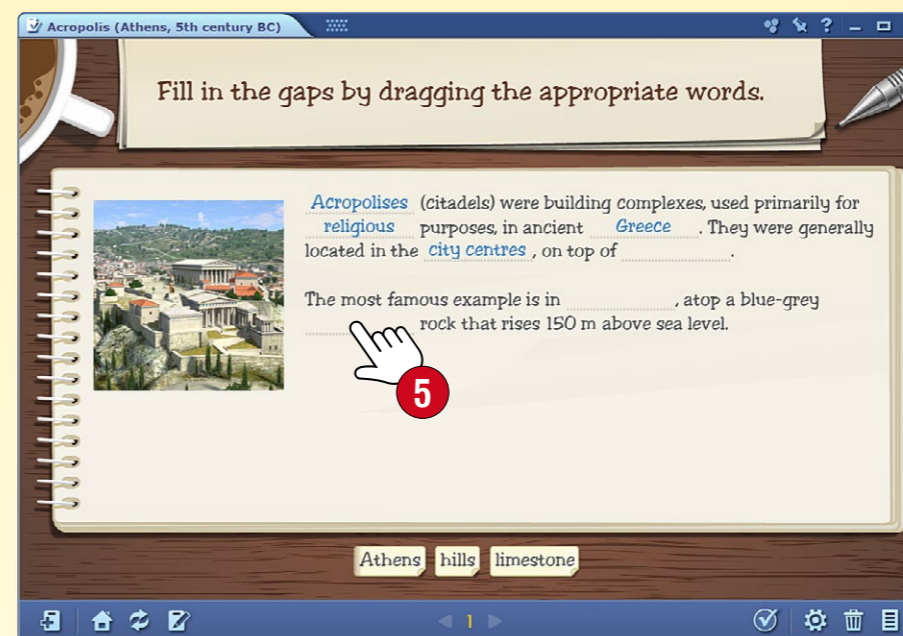 Acropolis (Athens, 5th century BC)
?
Fill in the gaps by dragging the appropriate words.
Acropolises (citadels) were building complexes, used primarily for
religious purposes, in ancient Greece . They were generally
located in the city centres , on top of .
The most famous example is in , atop a blue-grey
rock that rises 150 m above sea level.
5
Athens hills limestone
1